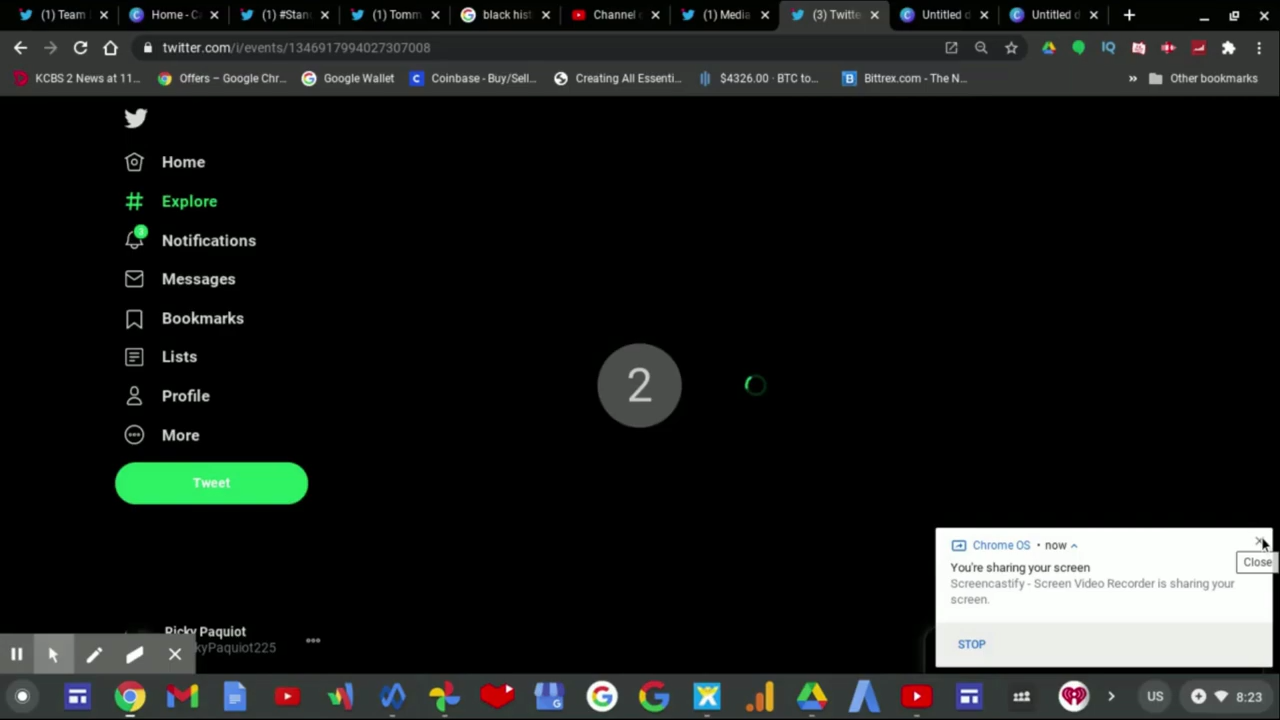 (1) Team
Home - C
(1) #Stan
(1) Tomm
black hist
Channel
(1) Media
(3) Twitte
Untitled d
Untitled d
twitter.com/i/events/1346917994027307008
KCBS 2 News at 11...
Offers – Google Chr...
Google Wallet
Coinbase - Buy/Sell...
Creating All Essenti...
$4326.00 · BTC to...
Bittrex.com - The N...
Other bookmarks
Home
Explore
3
Notifications
Messages
Bookmarks
Lists
Profile
More
Tweet
2
Chrome OS • now
Close
You're sharing your screen
Screencastify - Screen Video Recorder is sharing your
screen.
STOP
Ricky Paquiot
kyPaquiot225
US
8:23